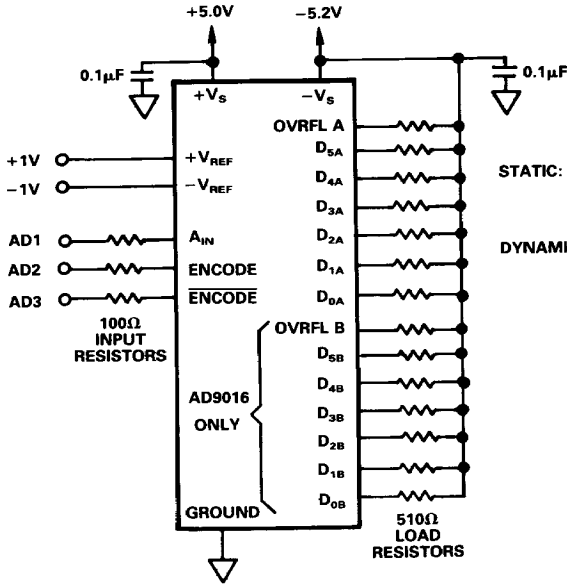 +5.0V
−5.2V
0.1μF
0.1μF
+VS
−VS
OVRFL A
D5A
+1V
+VREF
STATIC:
−1V
−VREF
D4A
D3A
AD1
AIN
D2A
DYNAMI
AD2
ENCODE
D1A
AD3
ENCODE
D0A
100Ω
INPUT
RESISTORS
OVRFL B
D5B
AD9016
ONLY
D4B
D3B
D2B
D1B
GROUND
D0B
510Ω
LOAD
RESISTORS